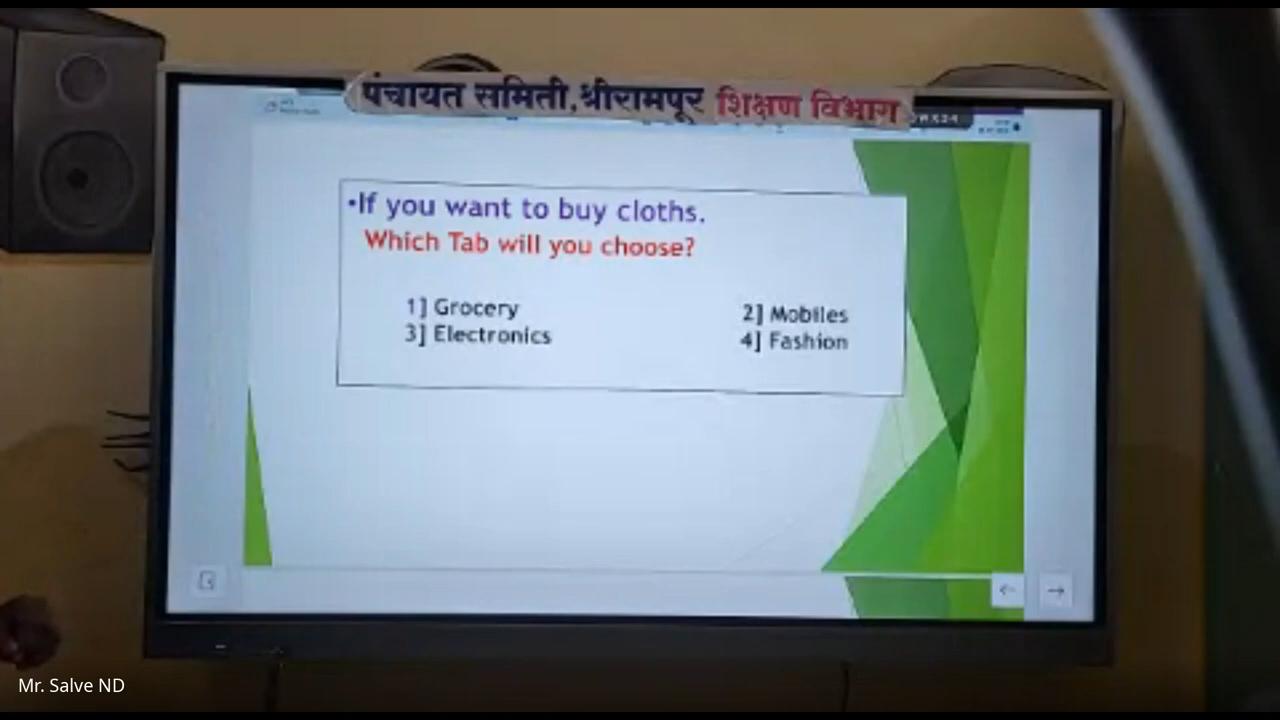 पंचायत समिती,श्रीरामपूर शिक्षण विभाग
•If you want to buy cloths.
Which Tab will you choose?
1] Grocery 2] Mobiles
3] Electronics 4] Fashion
Mr. Salve ND